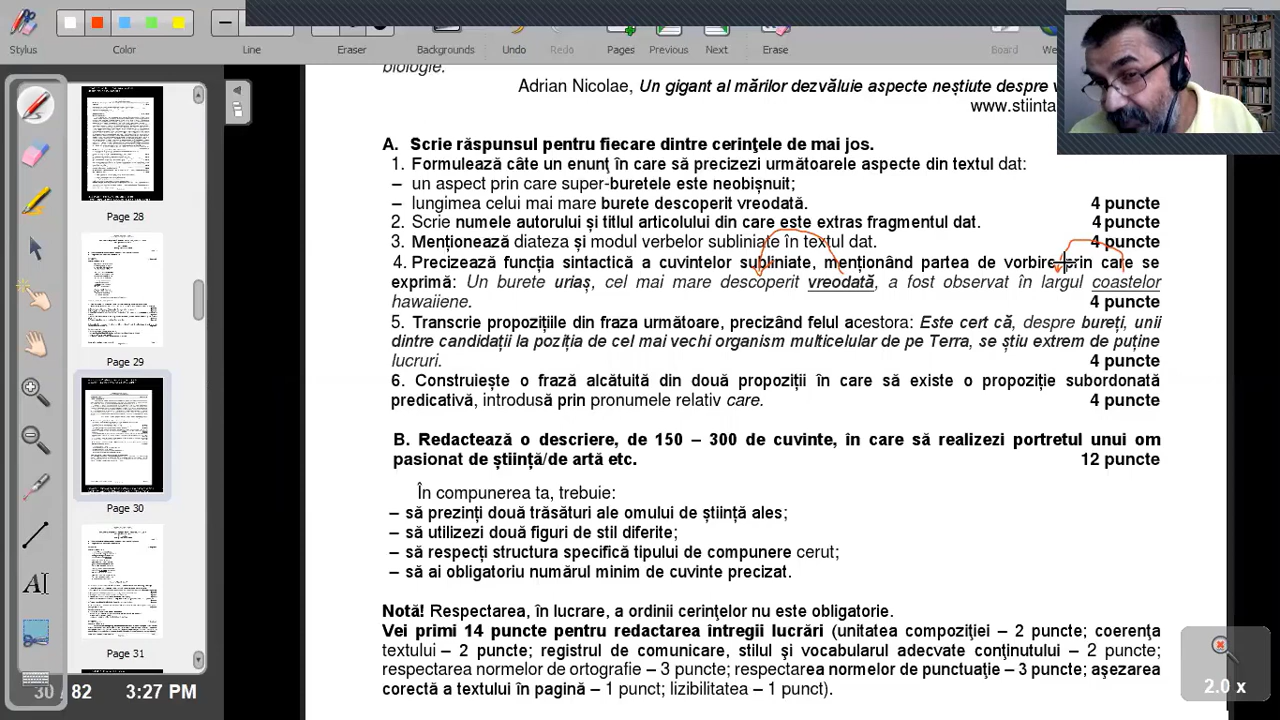 Stylus
Color
Line
Eraser
Backgrounds
Undo
Redo
Pages
Previous
Next
Erase
Board
Page 28
Page 29
Page 30
Page 31
30 / 82
3:27 PM
biologie.
Adrian Nicolae, Un gigant al mărilor dezvăluie aspecte neștiute despre
www.stiinta
A. Scrie răspunsul pentru fiecare dintre cerinţele de mai jos.
1. Formulează câte un enunţ în care să precizezi următoarele aspecte din textul dat:
– un aspect prin care super-buretele este neobișnuit;
– lungimea celui mai mare burete descoperit vreodată. 4 puncte
2. Scrie numele autorului și titlul articolului din care este extras fragmentul dat. 4 puncte
3. Menționează diateza și modul verbelor subliniate în textul dat. 4 puncte
4. Precizează funcția sintactică a cuvintelor subliniate, menționând partea de vorbire prin care se
exprimă: Un burete uriaș, cel mai mare descoperit vreodată, a fost observat în largul coastelor
hawaiiene. 4 puncte
5. Transcrie propozițiile din fraza următoare, precizând felul acestora: Este cert că, despre bureți, unii
dintre candidații la poziția de cel mai vechi organism multicelular de pe Terra, se știu extrem de puține
lucruri. 4 puncte
6. Construiește o frază alcătuită din două propoziții în care să existe o propoziție subordonată
predicativă, introdusă prin pronumele relativ care. 4 puncte
B. Redactează o descriere, de 150 – 300 de cuvinte, în care să realizezi portretul unui om
pasionat de știința/de artă etc. 12 puncte
În compunerea ta, trebuie:
– să prezinți două trăsături ale omului de știință ales;
– să utilizezi două figuri de stil diferite;
– să respecți structura specifică tipului de compunere cerut;
– să ai obligatoriu numărul minim de cuvinte precizat.
Notă! Respectarea, în lucrare, a ordinii cerinţelor nu este obligatorie.
Vei primi 14 puncte pentru redactarea întregii lucrări (unitatea compoziţiei – 2 puncte; coerenţa
textului – 2 puncte; registrul de comunicare, stilul și vocabularul adecvate conţinutului – 2 puncte;
respectarea normelor de ortografie – 3 puncte; respectarea normelor de punctuaţie – 3 puncte; aşezarea
corectă a textului în pagină – 1 punct; lizibilitatea – 1 punct).
2.0 x